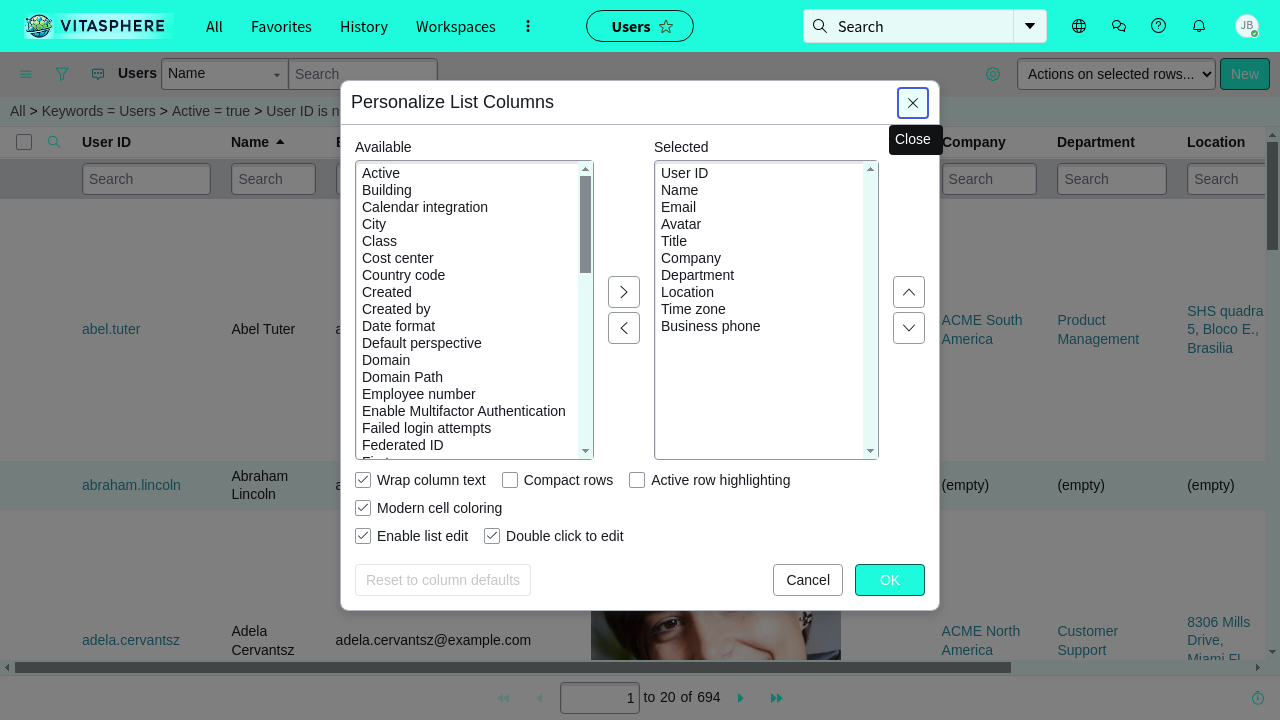 VITASPHERE
All
Favorites
History
Workspaces
Users
Search
JB
Users
Name
Search
Actions on selected rows...
New
All > Keywords = Users > Active = true > User ID is n
Personalize List Columns
Close
User ID
Name
Company
Department
Location
Search
Search
Search
Search
Search
Available
Active
Building
Calendar integration
City
Class
Cost center
Country code
Created
Created by
Date format
Default perspective
Domain
Domain Path
Employee number
Enable Multifactor Authentication
Failed login attempts
Federated ID
Selected
User ID
Name
Email
Avatar
Title
Company
Department
Location
Time zone
Business phone
Wrap column text
Compact rows
Active row highlighting
Modern cell coloring
Enable list edit
Double click to edit
Reset to column defaults
Cancel
OK
abel.tuter
Abel Tuter
ACME South
America
Product
Management
SHS quadra
5, Bloco E.,
Brasilia
abraham.lincoln
Abraham
Lincoln
(empty)
(empty)
(empty)
adela.cervantsz
Adela
Cervantsz
adela.cervantsz@example.com
ACME North
America
Customer
Support
8306 Mills
Drive,
Miami FL
1 to 20 of 694